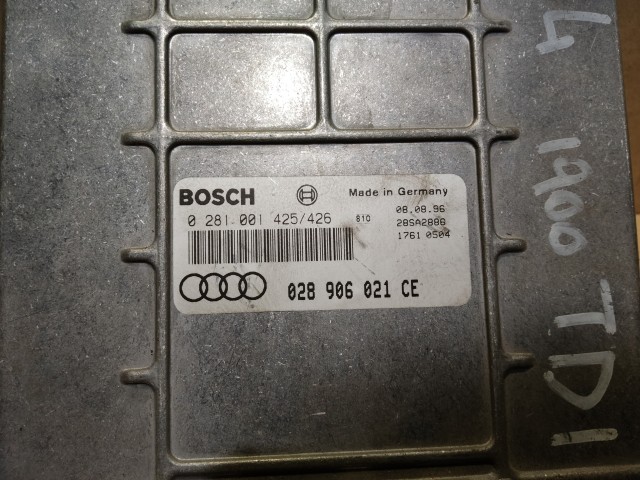 BOSCH
Made in Germany
0 281 001 425/426 810
08.08.96
28SA2886
1761 0504
028 906 021 CE
4 1900 TDI